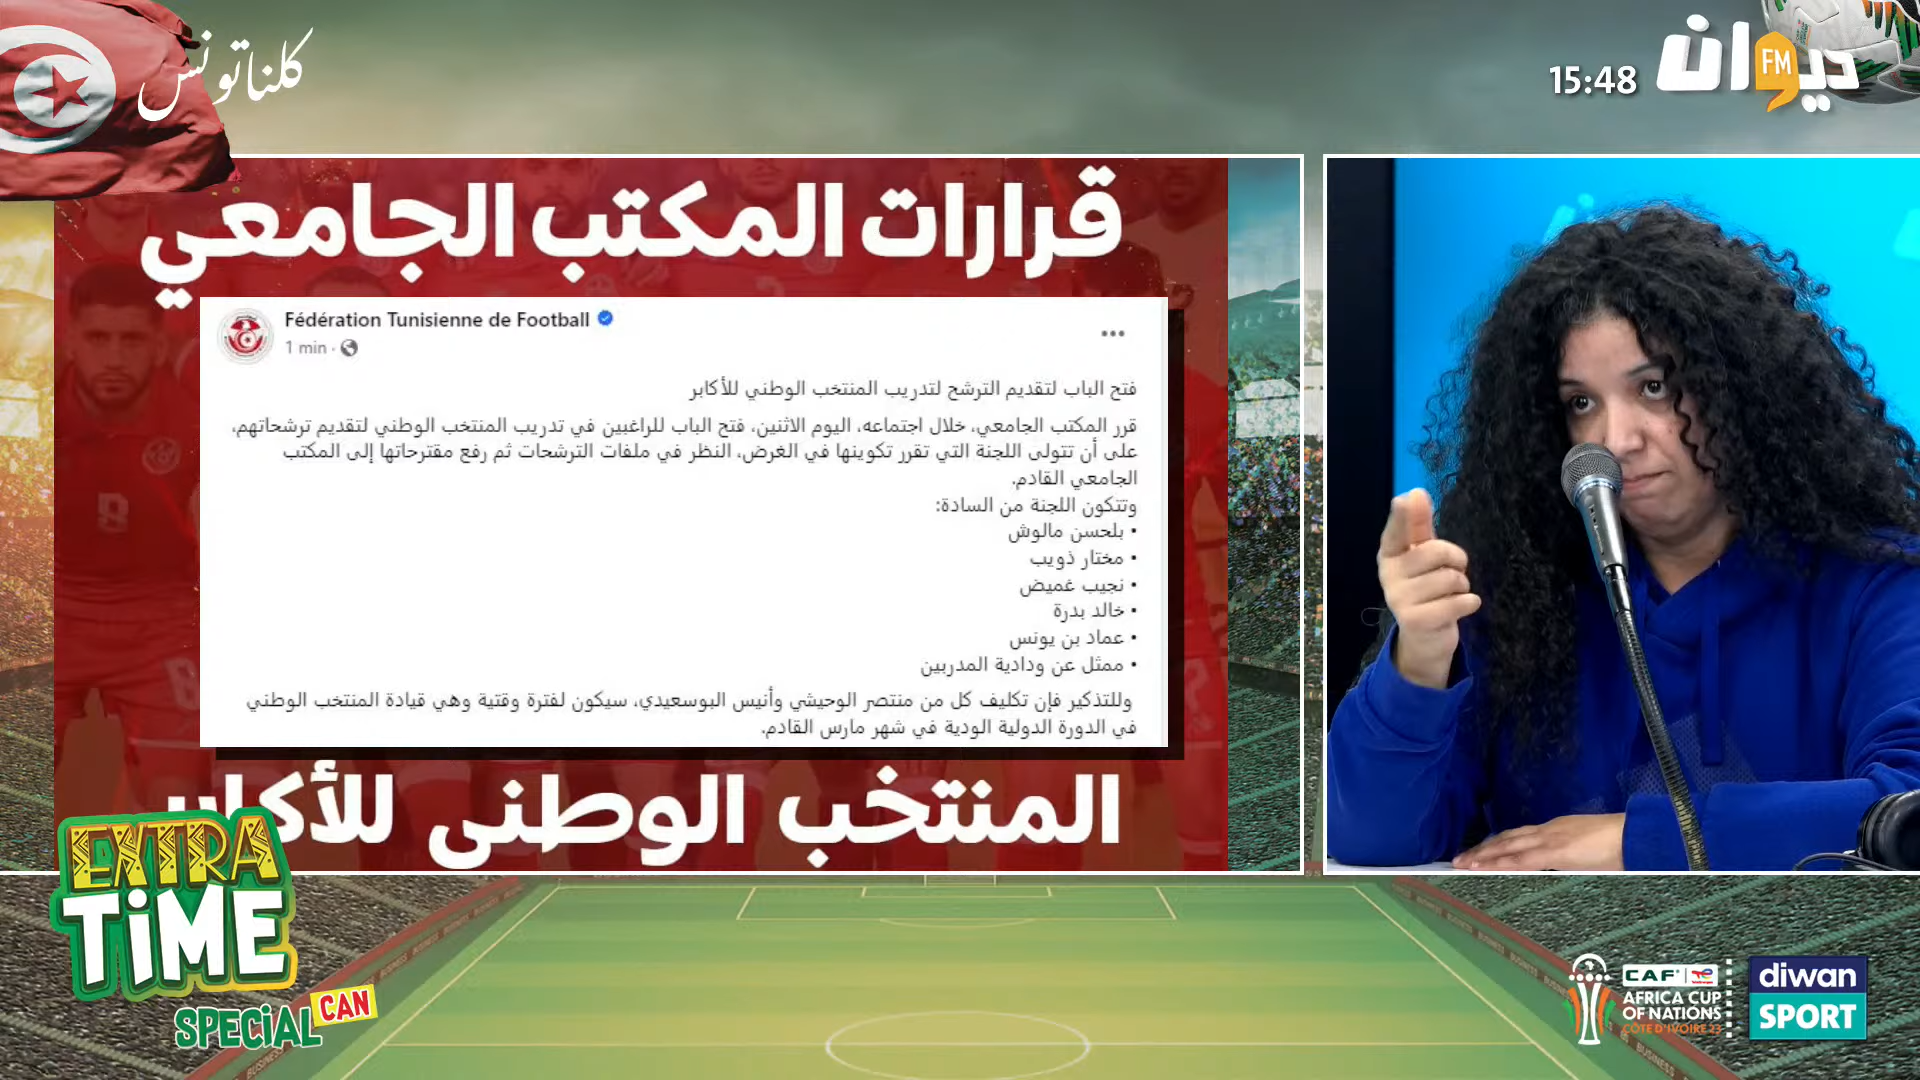 كلنا تونس
15:48
ديوان FM
قرارات المكتب الجامعي
Fédération Tunisienne de Football
1 min ·
فتح الباب لتقديم الترشح لتدريب المنتخب الوطني للأكابر
قرر المكتب الجامعي، خلال اجتماعه، اليوم الاثنين، فتح الباب للراغبين في تدريب المنتخب الوطني لتقديم ترشحاتهم،
على أن تتولى اللجنة التي تقرر تكوينها في الغرض، النظر في ملفات الترشحات ثم رفع مقترحاتها إلى المكتب
الجامعي القادم.
وتتكون اللجنة من السادة:
• بلحسن مالوش
• مختار ذويب
• نجيب غميض
• خالد بدرة
• عماد بن يونس
• ممثل عن ودادية المدربين
وللتذكير فإن تكليف كل من منتصر الوحيشي وأنيس البوسعيدي، سيكون لفترة وقتية وهي قيادة المنتخب الوطني
في الدورة الدولية الودية في شهر مارس القادم.
8
المنتخب الوطني للأكابر
EXTRA
TiME
SPECiAL CAN
CAF
AFRICA CUP
OF NATIONS
CÔTE D'IVOIRE 23
diwan
SPORT